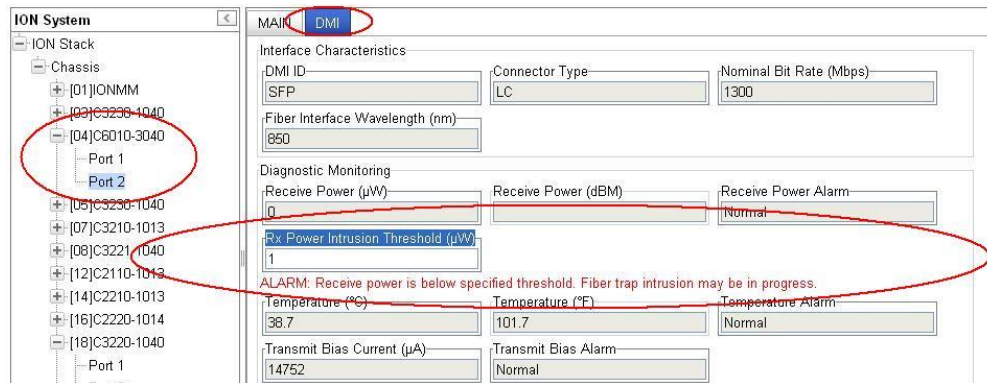 ION System
<
ION Stack
Chassis
[01]IONMM
[03]C3230-1040
[04]C6010-3040
Port 1
Port 2
[05]C3230-1040
[07]C3210-1013
[08]C3221-1040
[12]C2110-1013
[14]C2210-1013
[16]C2220-1014
[18]C3220-1040
Port 1
MAIN DMI
Interface Characteristics
DMI ID Connector Type Nominal Bit Rate (Mbps)
SFP LC 1300
Fiber Interface Wavelength (nm)
850
Diagnostic Monitoring
Receive Power (µW) Receive Power (dBM) Receive Power Alarm
0 Normal
Rx Power Intrusion Threshold (µW)
1
ALARM: Receive power is below specified threshold. Fiber trap intrusion may be in progress.
Temperature (°C) Temperature (°F) Temperature Alarm
38.7 101.7 Normal
Transmit Bias Current (µA) Transmit Bias Alarm
14752 Normal